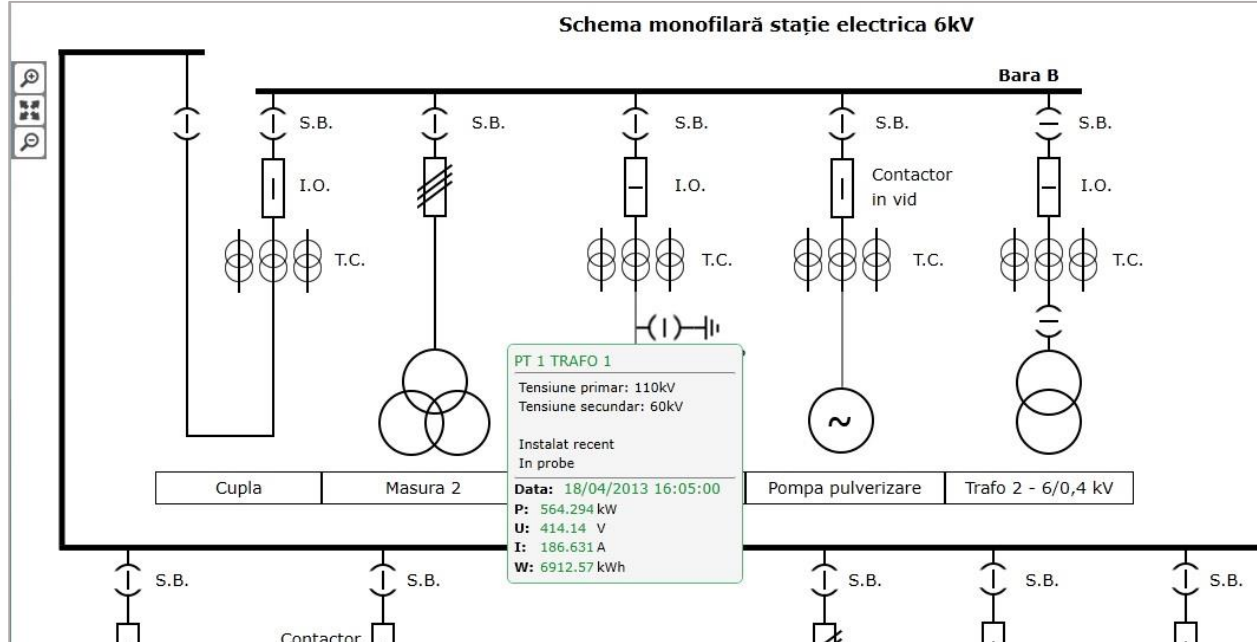 Schema monofilară stație electrica 6kV
Bara B
S.B.
S.B.
S.B.
S.B.
S.B.
I.O.
I.O.
Contactor
in vid
I.O.
T.C.
T.C.
T.C.
T.C.
PT 1 TRAFO 1
Tensiune primar: 110kV
Tensiune secundar: 60kV
Instalat recent
In probe
Data: 18/04/2013 16:05:00
P: 564.294 kW
U: 414.14 V
I: 186.631 A
W: 6912.57 kWh
~
Cupla
Masura 2
Pompa pulverizare
Trafo 2 - 6/0,4 kV
S.B.
S.B.
S.B.
S.B.
S.B.
Contactor